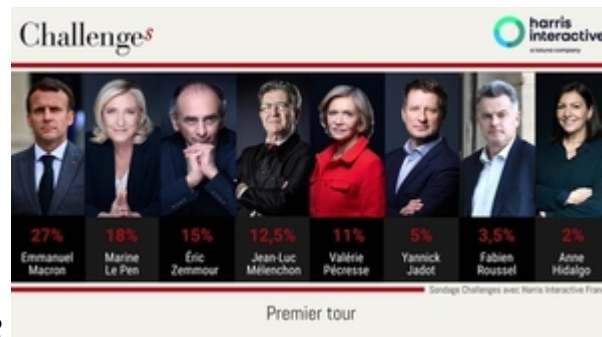 Challenges
harris
interactive
a toluna company
27%
Emmanuel
Macron
18%
Marine
Le Pen
15%
Éric
Zemmour
12,5%
Jean-Luc
Mélenchon
11%
Valérie
Pécresse
5%
Yannick
Jadot
3,5%
Fabien
Roussel
2%
Anne
Hidalgo
Sondage Challenges avec Harris Interactive
Premier tour